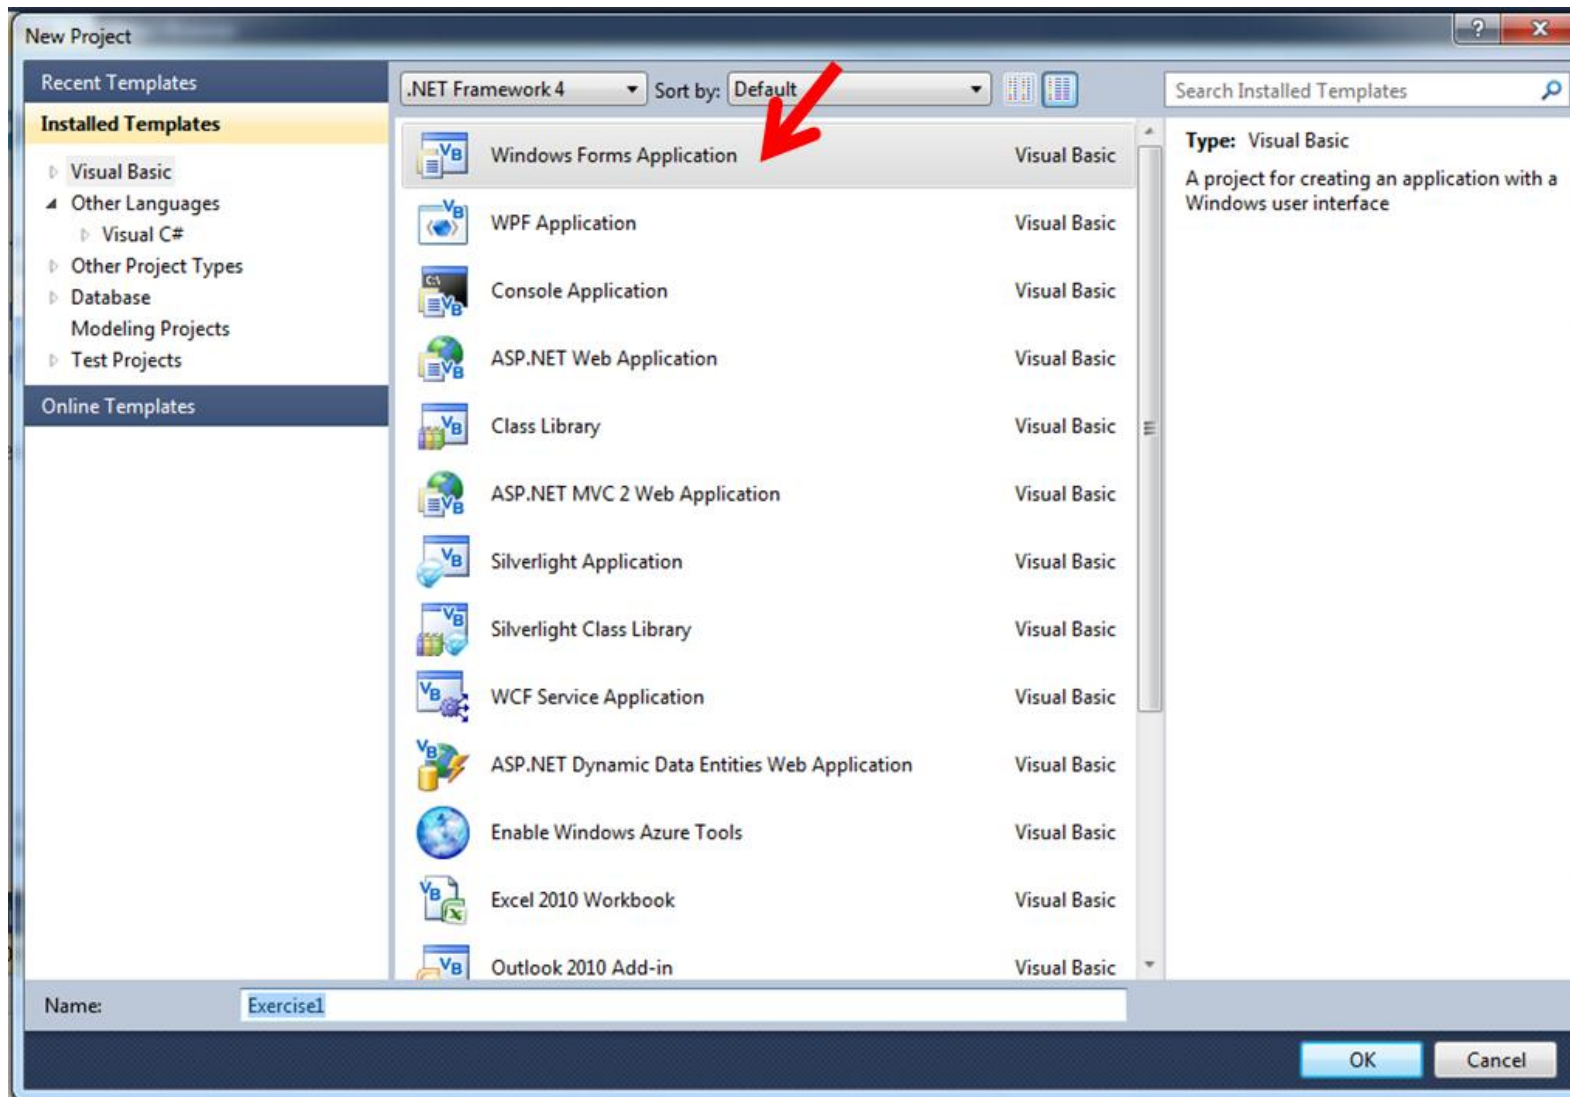 New Project
Recent Templates
Installed Templates
Visual Basic
Other Languages
Visual C#
Other Project Types
Database
Modeling Projects
Test Projects
Online Templates
.NET Framework 4
Sort by: Default
Windows Forms Application Visual Basic
WPF Application Visual Basic
Console Application Visual Basic
ASP.NET Web Application Visual Basic
Class Library Visual Basic
ASP.NET MVC 2 Web Application Visual Basic
Silverlight Application Visual Basic
Silverlight Class Library Visual Basic
WCF Service Application Visual Basic
ASP.NET Dynamic Data Entities Web Application Visual Basic
Enable Windows Azure Tools Visual Basic
Excel 2010 Workbook Visual Basic
Outlook 2010 Add-in Visual Basic
Search Installed Templates
Type: Visual Basic
A project for creating an application with a
Windows user interface
Name: Exercise1
OK Cancel